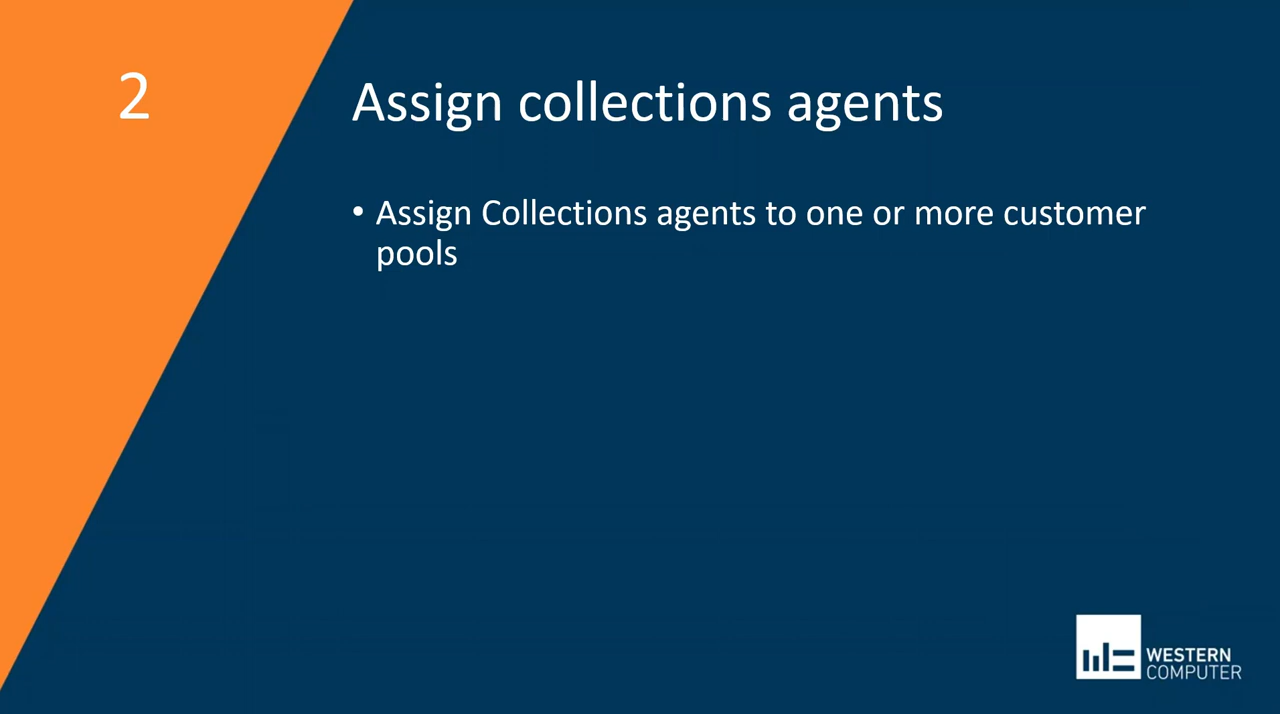 2
Assign collections agents
• Assign Collections agents to one or more customer
pools
WESTERN
COMPUTER